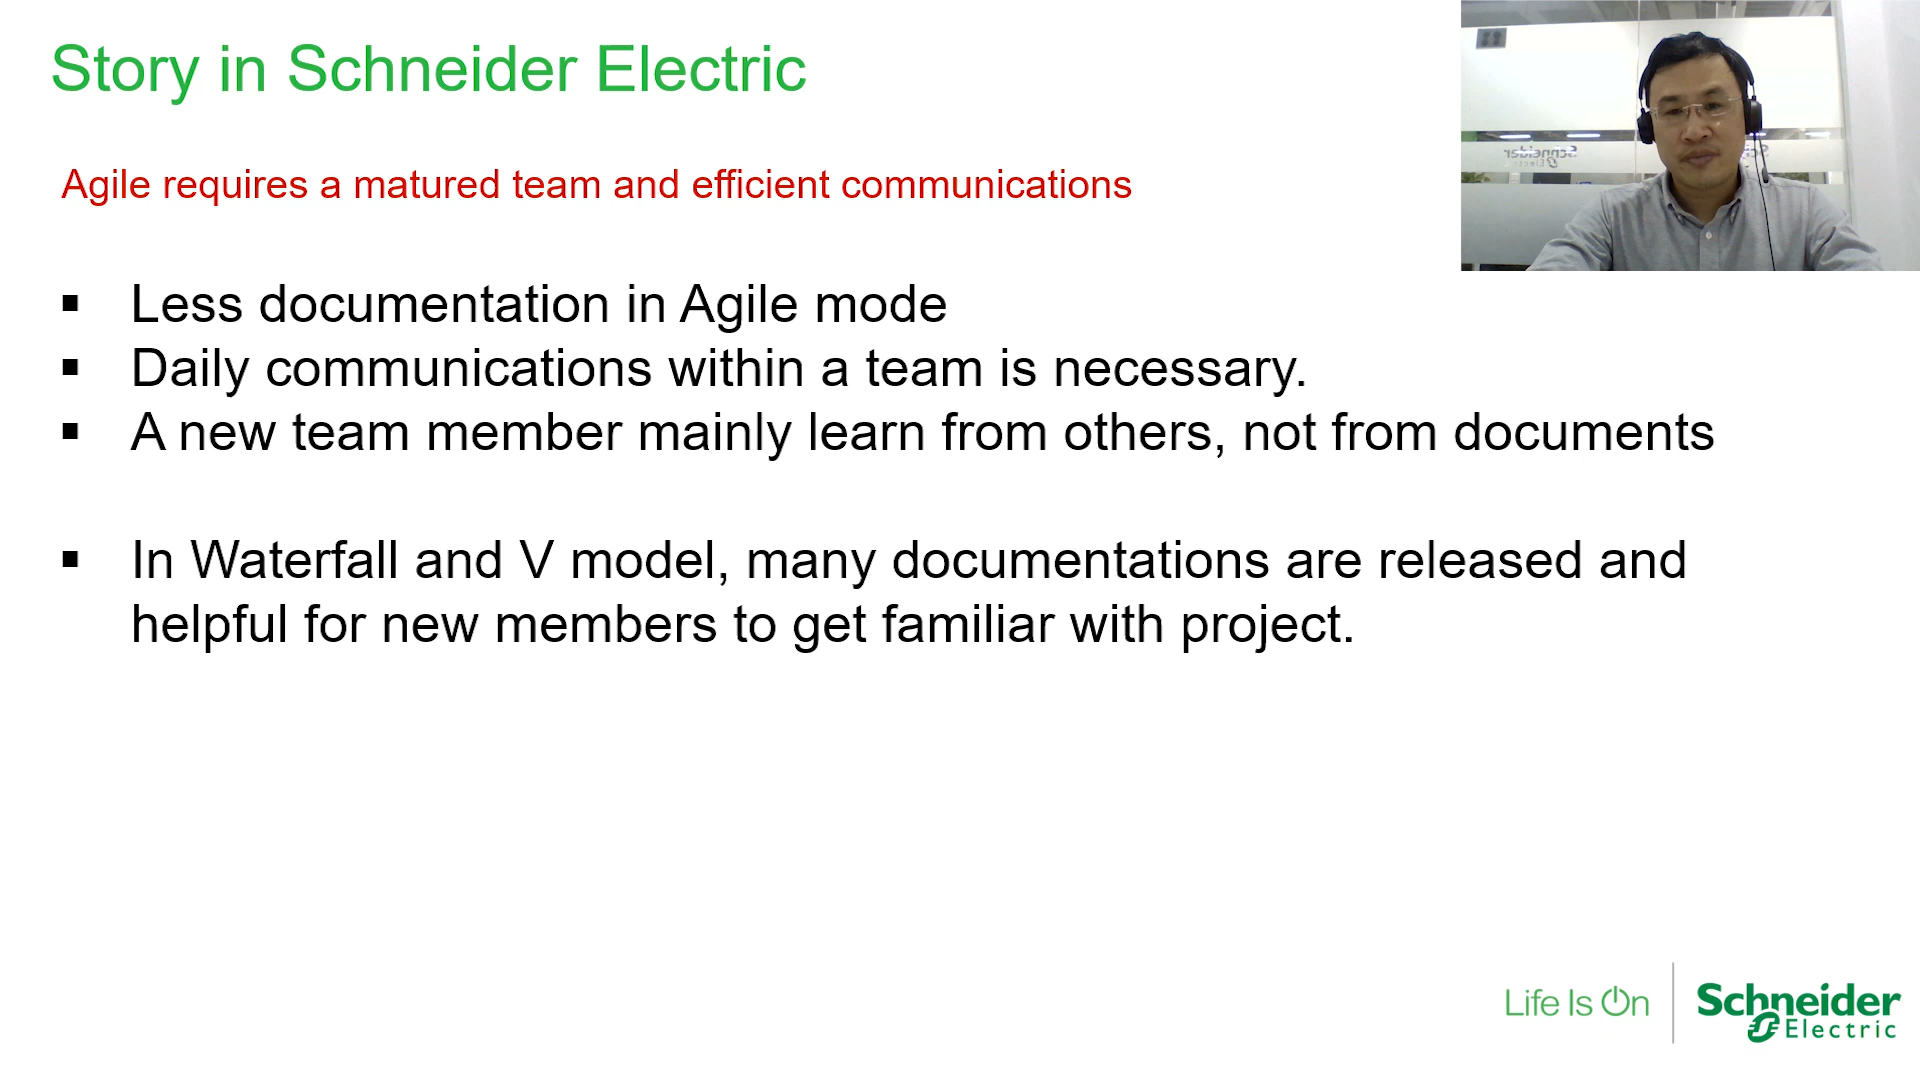 Story in Schneider Electric
Agile requires a matured team and efficient communications
▪ Less documentation in Agile mode
▪ Daily communications within a team is necessary.
▪ A new team member mainly learn from others, not from documents
▪ In Waterfall and V model, many documentations are released and
helpful for new members to get familiar with project.
Life Is On
Schneider
Electric